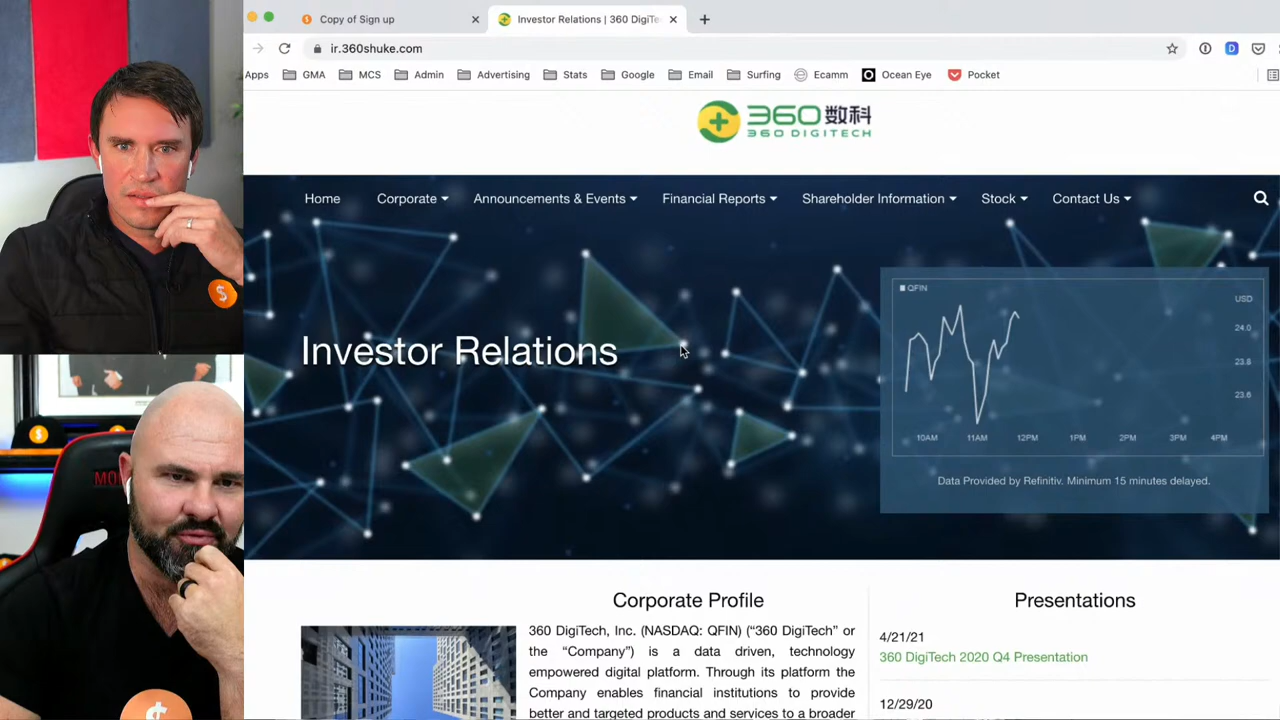 Copy of Sign up
Investor Relations | 360 DigiTe
ir.360shuke.com
Apps GMA MCS Admin Advertising Stats Google Email Surfing Ecamm Ocean Eye Pocket
360数科
360 DIGITECH
Home Corporate Announcements & Events Financial Reports Shareholder Information Stock Contact Us
QFIN
USD
24.0
Investor Relations
23.8
23.6
10AM 11AM 12PM 1PM 2PM 3PM 4PM
Data Provided by Refinitiv. Minimum 15 minutes delayed.
Corporate Profile
360 DigiTech, Inc. (NASDAQ: QFIN) (“360 DigiTech” or
the “Company”) is a data driven, technology
empowered digital platform. Through its platform the
Company enables financial institutions to provide
better and targeted products and services to a broader
Presentations
4/21/21
360 DigiTech 2020 Q4 Presentation
12/29/20